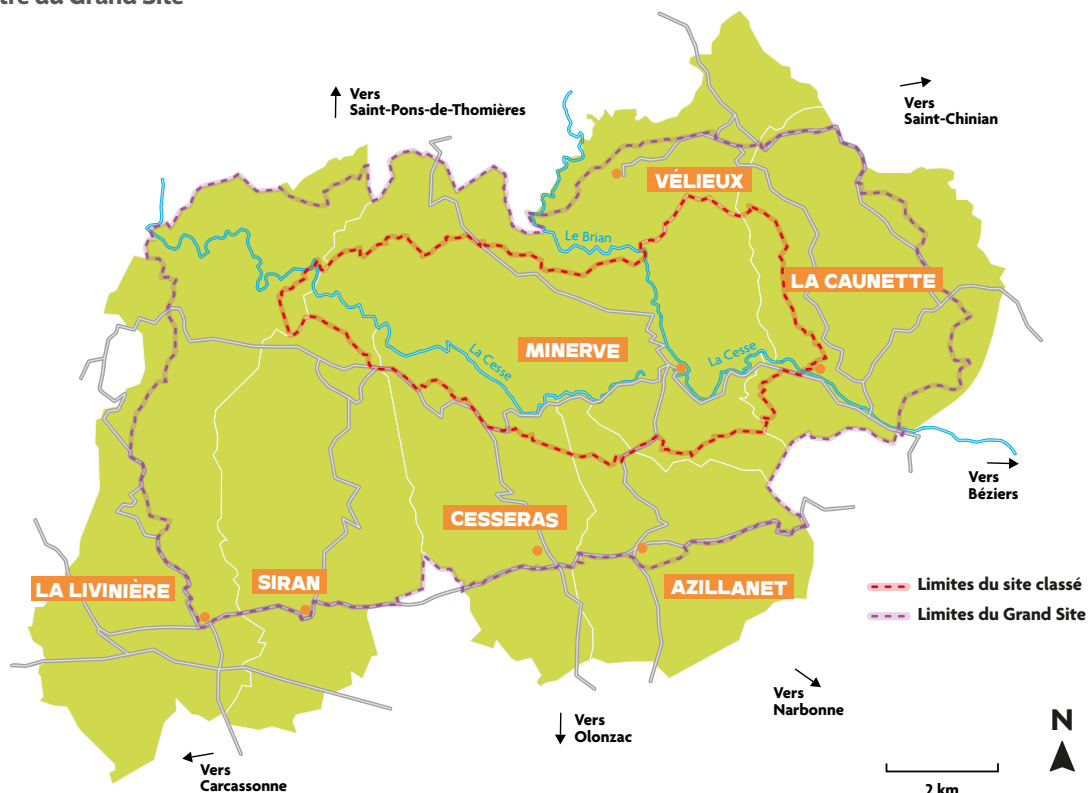 Vers
Saint-Pons-de-Thomières
Vers
Saint-Chinian
VÉLIEUX
Le Brian
LA CAUNETTE
MINERVE
La Cesse
La Cesse
Vers
Béziers
CESSERAS
LA LIVINIÈRE
SIRAN
AZILLANET
Limites du site classé
Limites du Grand Site
Vers
Narbonne
Vers
Olonzac
N
Vers
Carcassonne
2 km